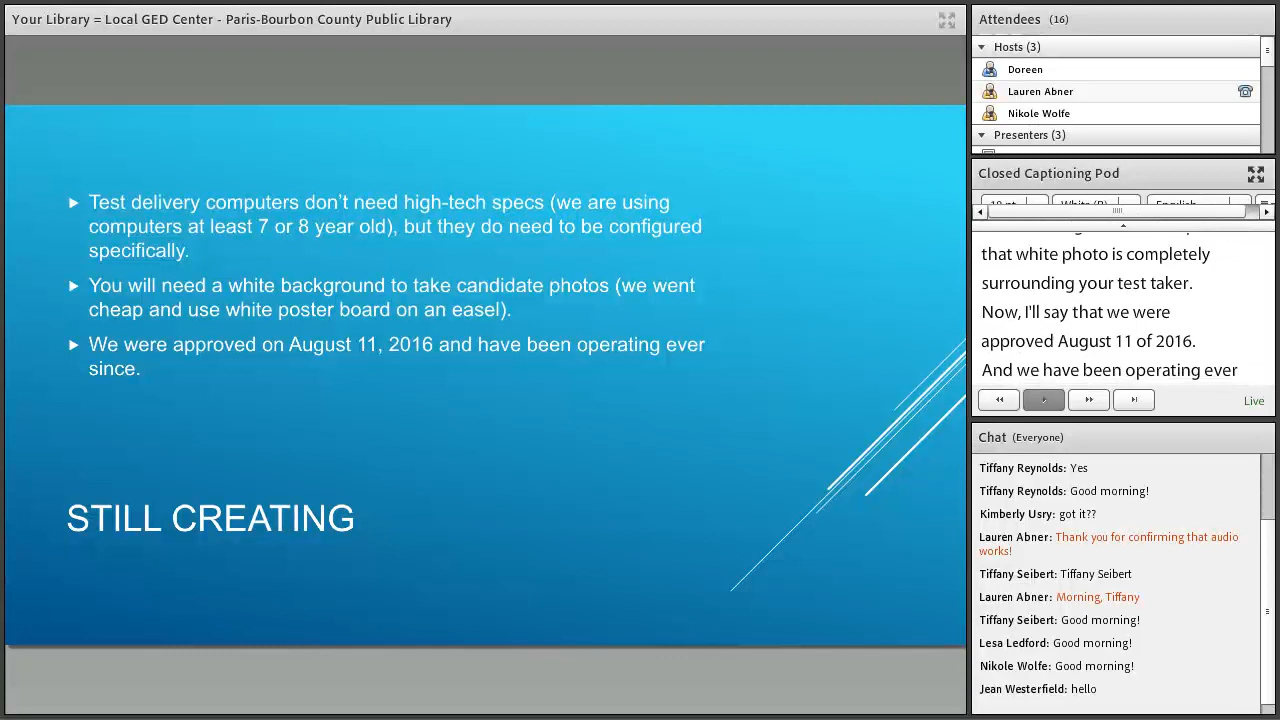 Your Library = Local GED Center - Paris-Bourbon County Public Library
Test delivery computers don't need high-tech specs (we are using
computers at least 7 or 8 year old), but they do need to be configured
specifically.
You will need a white background to take candidate photos (we went
cheap and use white poster board on an easel).
We were approved on August 11, 2016 and have been operating ever
since.
STILL CREATING
Attendees (16)
Hosts (3)
Doreen
Lauren Abner
Nikole Wolfe
Presenters (3)
Closed Captioning Pod
that white photo is completely
surrounding your test taker.
Now, I'll say that we were
approved August 11 of 2016.
And we have been operating ever
Live
Chat (Everyone)
Tiffany Reynolds: Yes
Tiffany Reynolds: Good morning!
Kimberly Usry: got it??
Lauren Abner: Thank you for confirming that audio
works!
Tiffany Seibert: Tiffany Seibert
Lauren Abner: Morning, Tiffany
Tiffany Seibert: Good morning!
Lesa Ledford: Good morning!
Nikole Wolfe: Good morning!
Jean Westerfield: hello